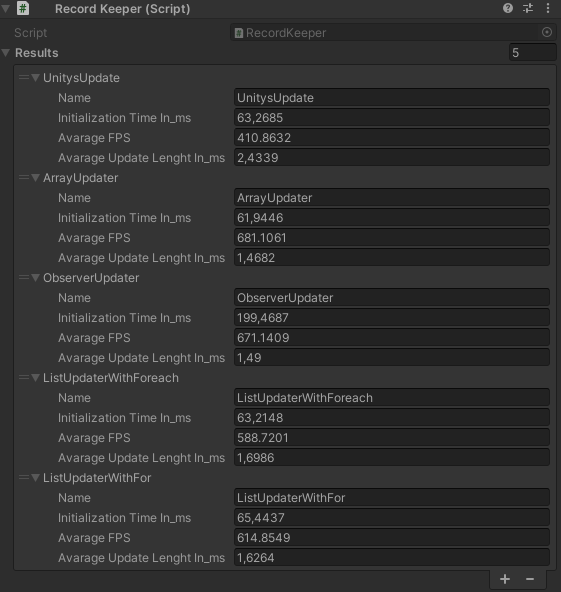 Record Keeper (Script)
Script RecordKeeper
Results 5
UnitysUpdate
Name UnitysUpdate
Initialization Time In_ms 63,2685
Avarage FPS 410.8632
Avarage Update Lenght In_ms 2,4339
ArrayUpdater
Name ArrayUpdater
Initialization Time In_ms 61,9446
Avarage FPS 681.1061
Avarage Update Lenght In_ms 1,4682
ObserverUpdater
Name ObserverUpdater
Initialization Time In_ms 199,4687
Avarage FPS 671.1409
Avarage Update Lenght In_ms 1,49
ListUpdaterWithForeach
Name ListUpdaterWithForeach
Initialization Time In_ms 63,2148
Avarage FPS 588.7201
Avarage Update Lenght In_ms 1,6986
ListUpdaterWithFor
Name ListUpdaterWithFor
Initialization Time In_ms 65,4437
Avarage FPS 614.8549
Avarage Update Lenght In_ms 1,6264